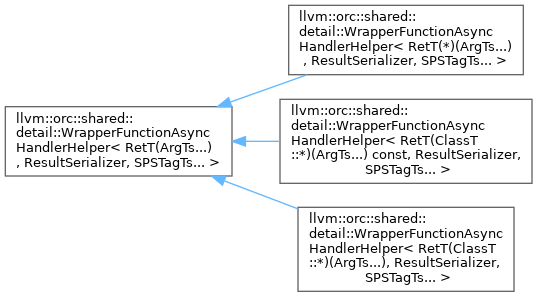 llvm::orc::shared::
detail::WrapperFunctionAsync
HandlerHelper< RetT(*)(ArgTs...)
, ResultSerializer, SPSTagTs... >
llvm::orc::shared::
detail::WrapperFunctionAsync
HandlerHelper< RetT(ArgTs...)
, ResultSerializer, SPSTagTs... >
llvm::orc::shared::
detail::WrapperFunctionAsync
HandlerHelper< RetT(ClassT
::*)(ArgTs...) const, ResultSerializer,
SPSTagTs... >
llvm::orc::shared::
detail::WrapperFunctionAsync
HandlerHelper< RetT(ClassT
::*)(ArgTs...), ResultSerializer,
SPSTagTs... >